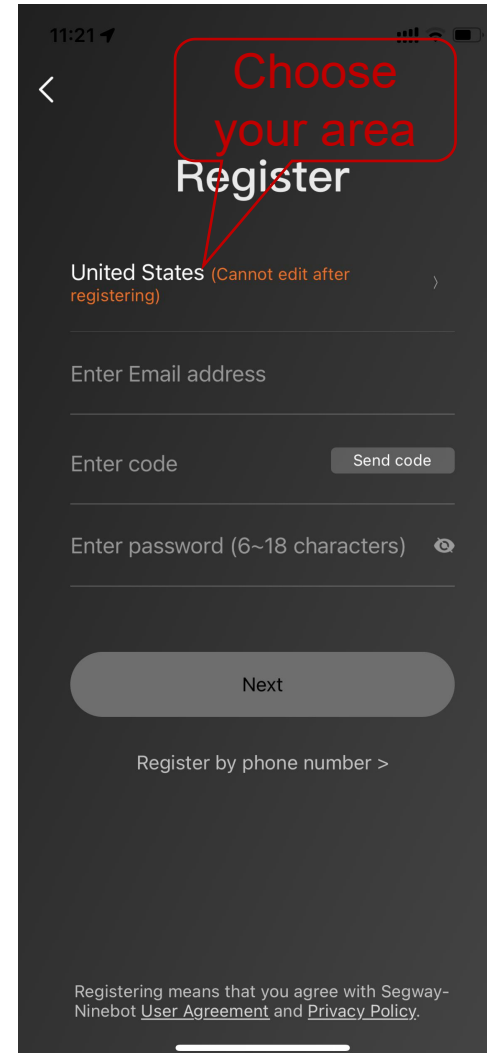 11:21
Choose
your area
Register
United States (Cannot edit after
registering)
Enter Email address
Enter code
Send code
Enter password (6~18 characters)
Next
Register by phone number >
Registering means that you agree with Segway-
Ninebot User Agreement and Privacy Policy.